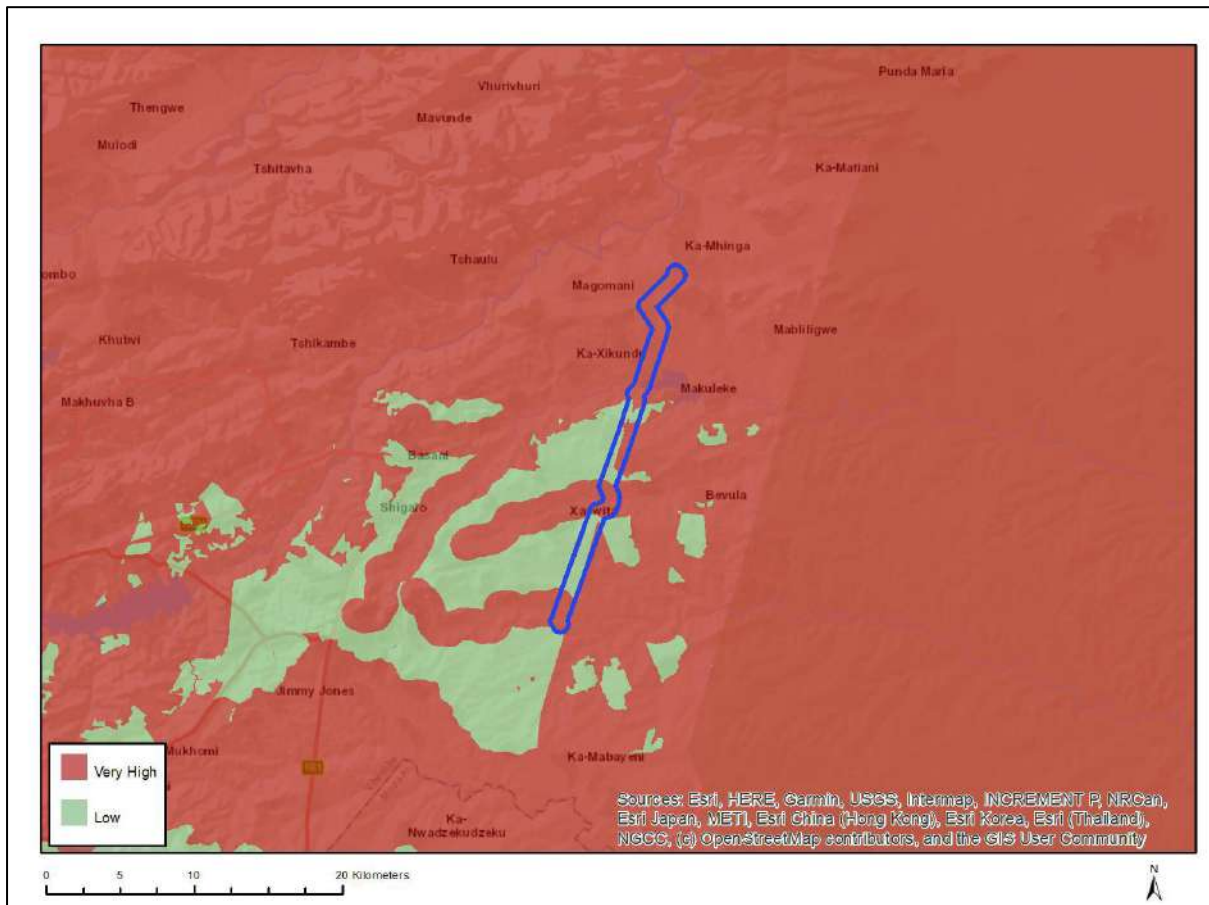 Punda Maria
Vhurivhuri
Thengwe
Mavunde
Mulodi
Tshitavha
Ka-Matiani
Ka-Mhinga
Tshaulu
ombo
Magomani
Mabiligwe
Khubvi
Tshikambe
Ka-Xikund
Makuleke
Makhuvha B
Basani
Bevula
Shigalo
Jimmy Jones
Mukhomi
Ka-Mabayeni
Ka-
Nwadzekudzeku
Very High
Low
Sources: Esri, HERE, Garmin, USGS, Intermap, INCREMENT P, NRCan,
Esri Japan, METI, Esri China (Hong Kong), Esri Korea, Esri (Thailand),
NGCC, (c) OpenStreetMap contributors, and the GIS User Community
0 5 10 20 Kilometers
N